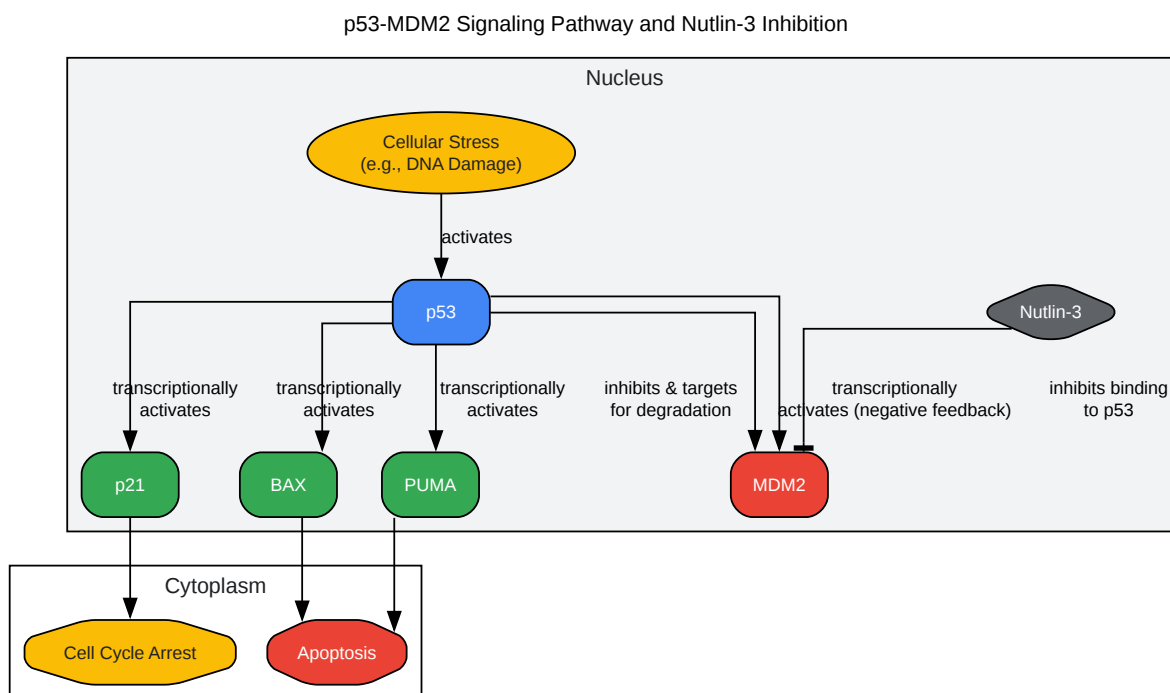 p53-MDM2 Signaling Pathway and Nutlin-3 Inhibition
Nucleus
Cellular Stress
(e.g., DNA Damage)
activates
p53
Nutlin-3
transcriptionally
activates
transcriptionally
activates
transcriptionally
activates
inhibits & targets
for degradation
transcriptionally
activates (negative feedback)
inhibits binding
to p53
p21
BAX
PUMA
MDM2
Cytoplasm
Cell Cycle Arrest
Apoptosis